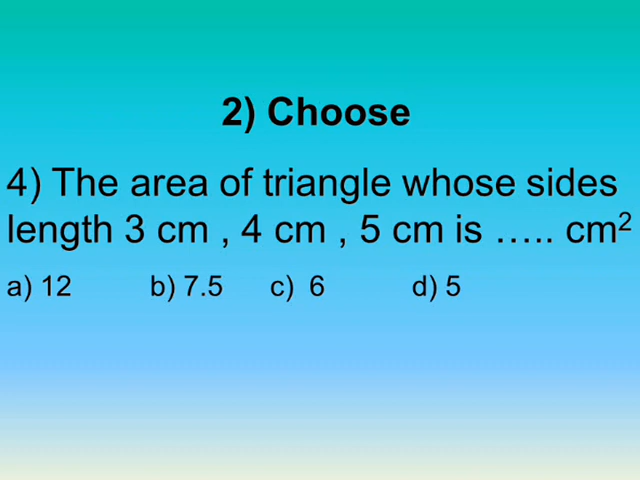 2) Choose
4) The area of triangle whose sides
length 3 cm , 4 cm , 5 cm is ….. cm²
a) 12 b) 7.5 c) 6 d) 5